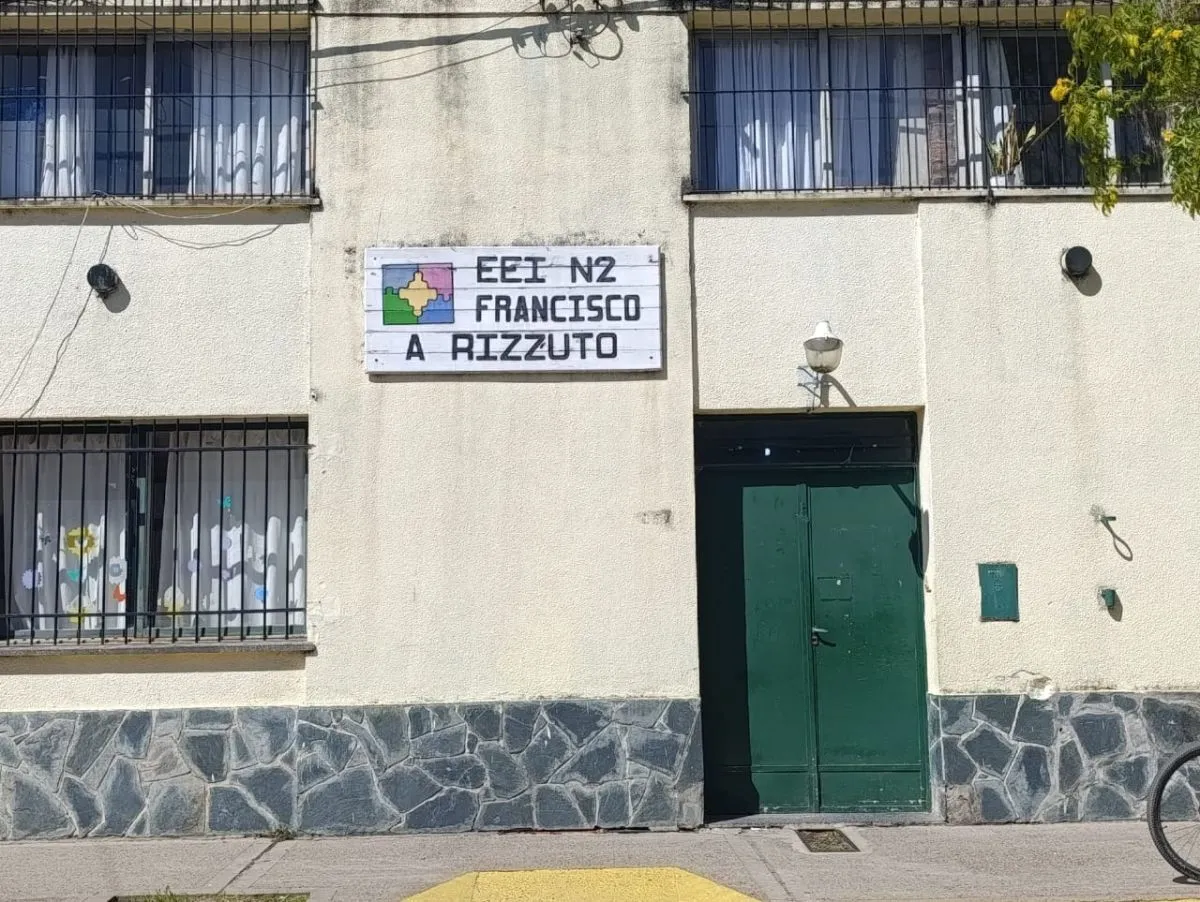 EEI N2
FRANCISCO
A RIZZUTO